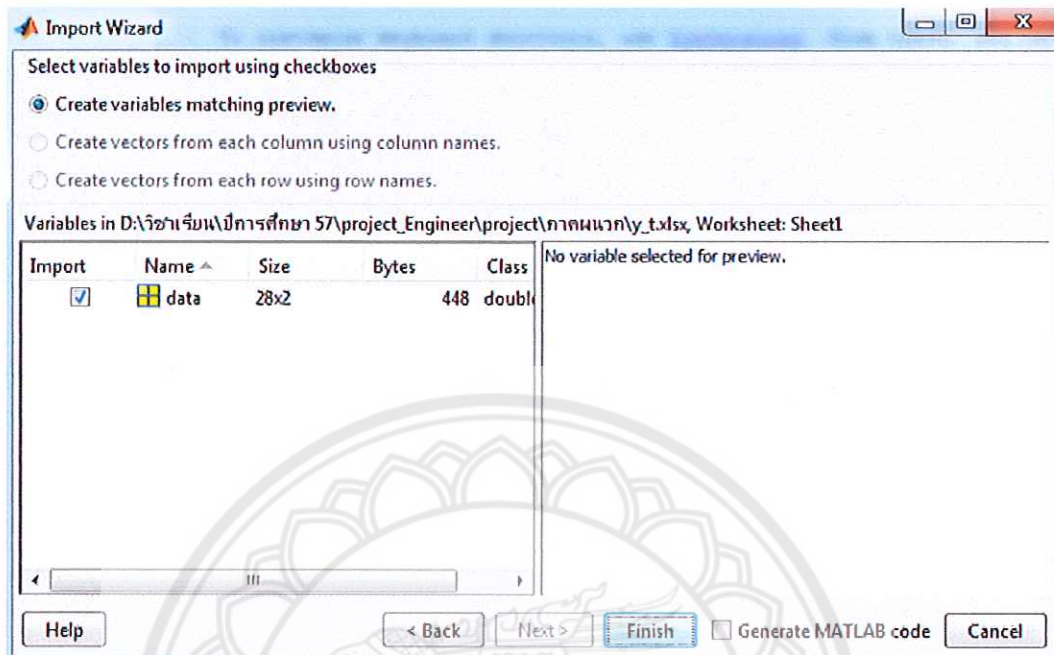 Import Wizard
Select variables to import using checkboxes
Create variables matching preview.
Create vectors from each column using column names.
Create vectors from each row using row names.
Variables in D:\วิชาเรียน\ปีการศึกษา 57\project_Engineer\project\ภาคผนวก\y_t.xlsx, Worksheet: Sheet1
Import Name Size Bytes Class
data 28x2 448 double
No variable selected for preview.
Help < Back Next > Finish Generate MATLAB code Cancel